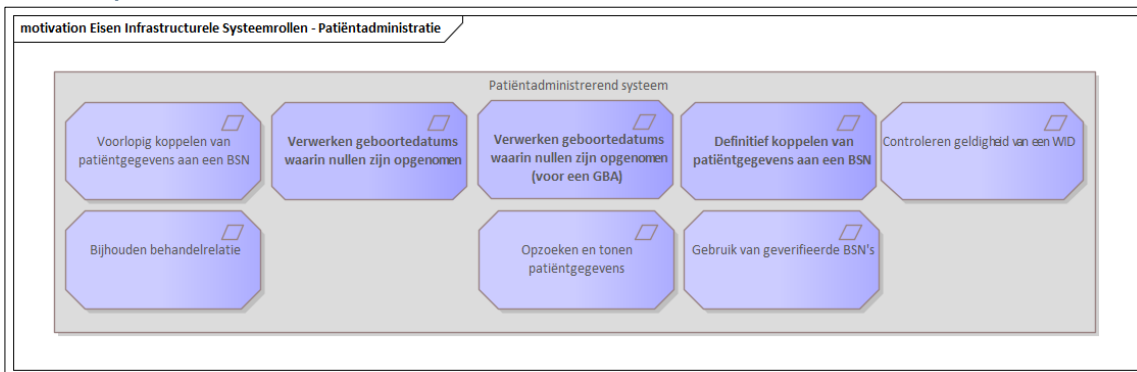 motivation Eisen Infrastructurele Systeemrollen - Patiëntadministratie
Patiëntadministrerend systeem
Voorlopig koppelen van
patiëntgegevens aan een BSN
Verwerken geboortedatums
waarin nullen zijn opgenomen
Verwerken geboortedatums
waarin nullen zijn opgenomen
(voor een GBA)
Definitief koppelen van
patiëntgegevens aan een BSN
Controleren geldigheid van een WID
Bijhouden behandelrelatie
Opzoeken en tonen
patiëntgegevens
Gebruik van geverifieerde BSN's